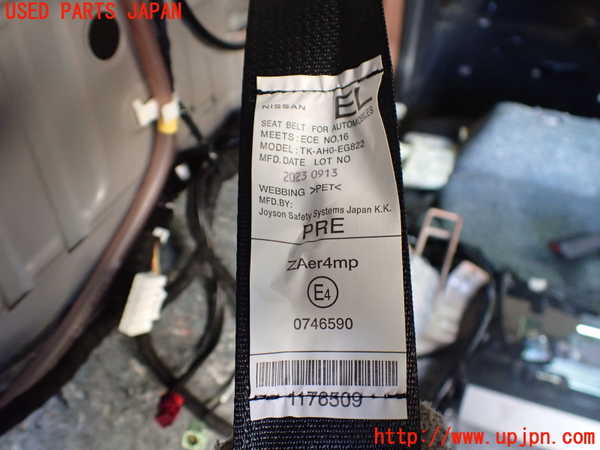 USED PARTS JAPAN
NISSAN
EL
SEAT BELT FOR AUTOMOBILES
MEETS:ECE NO.16
MODEL:TK-AH0-EG822
MFD.DATE LOT NO
2023 0913
WEBBING >PET<
MFD.BY:
Joyson Safety Systems Japan K.K.
PRE
zAer4mp
E4
0746590
1178509
http://www.upjpn.com